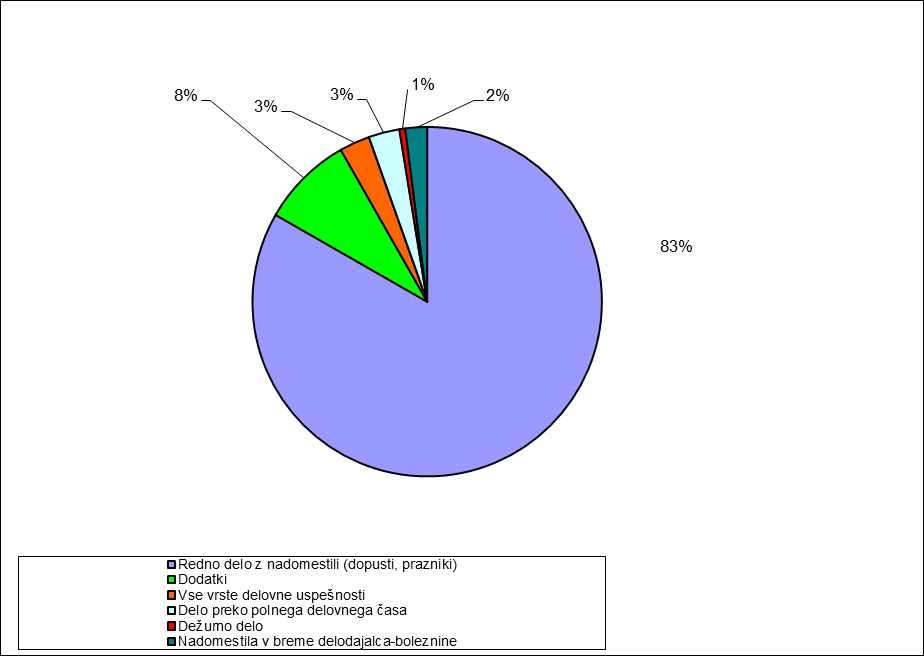 1%
8%
3%
3%
2%
83%
Redno delo z nadomestili (dopusti, prazniki)
Dodatki
Vse vrste delovne uspešnosti
Delo preko polnega delovnega časa
Dežurno delo
Nadomestila v breme delodajalca-boleznine